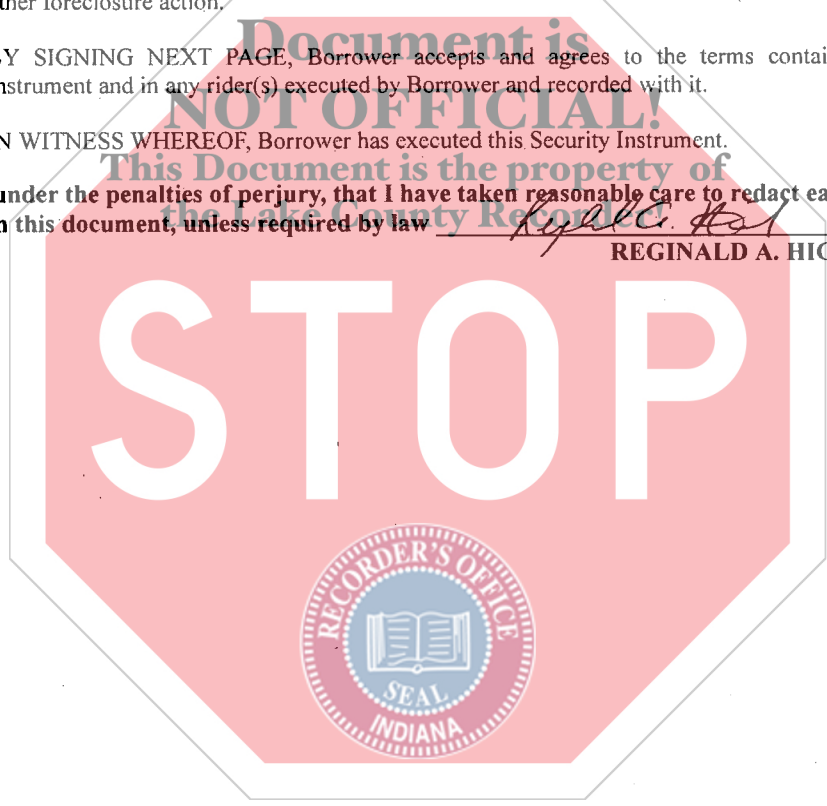 ther foreclosure action.
Document is
Y SIGNING NEXT PAGE, Borrower accepts and agrees to the terms contai
nstrument and in any rider(s) executed by Borrower and recorded with it.
NOT OFFICIAL!
N WITNESS WHEREOF, Borrower has executed this Security Instrument.
This Document is the property of
under the penalties of perjury, that I have taken reasonable care to redact ea
the Lake County Recorder!
n this document, unless required by law
REGINALD A. HIG
STOP
RECORDER'S OFFICE
SEAL
INDIANA